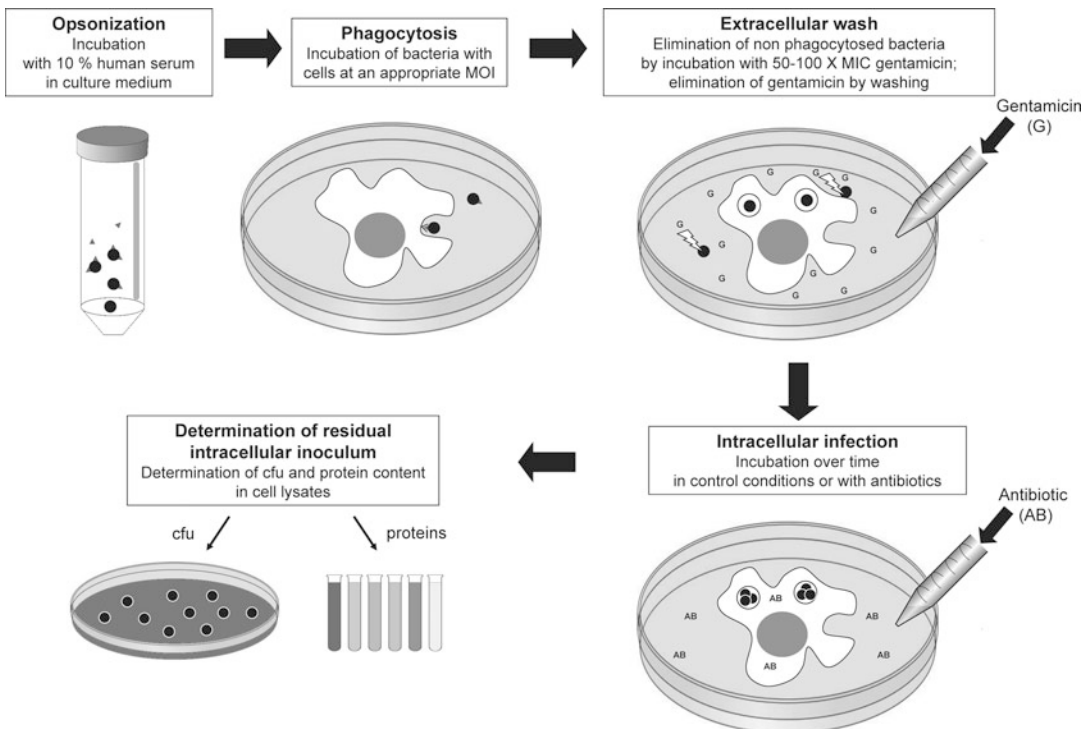 Opsonization
Incubation
with 10 % human serum
in culture medium
Phagocytosis
Incubation of bacteria with
cells at an appropriate MOI
Extracellular wash
Elimination of non phagocytosed bacteria
by incubation with 50-100 X MIC gentamicin;
elimination of gentamicin by washing
Gentamicin
(G)
G
G
G
G
G
G
G
G
G
G
G
G
Intracellular infection
Incubation over time
in control conditions or with antibiotics
Antibiotic
(AB)
AB
AB
AB
AB
AB
AB
Determination of residual
intracellular inoculum
Determination of cfu and protein content
in cell lysates
cfu
proteins